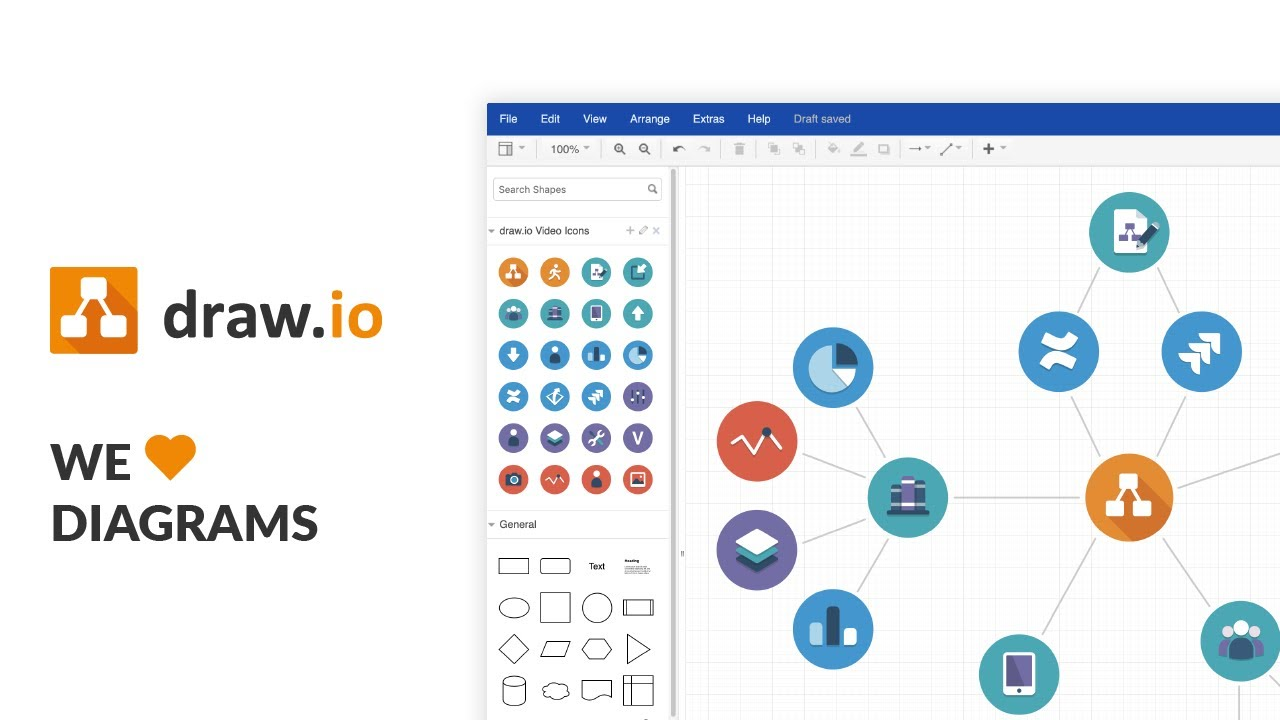 draw.io
WE
DIAGRAMS
File Edit View Arrange Extras Help Draft saved
100%
Search Shapes
draw.io Video Icons
V
General
Text
Heading